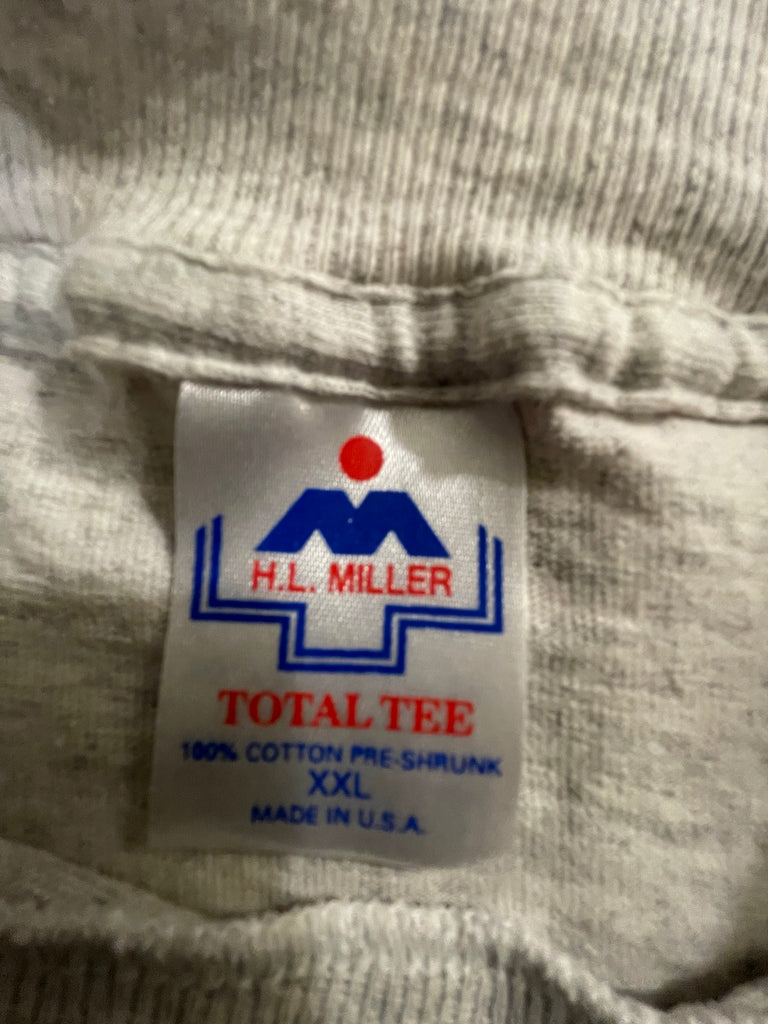 H.L. MILLER
TOTAL TEE
100% COTTON PRE-SHRUNK
XXL
MADE IN U.S.A.